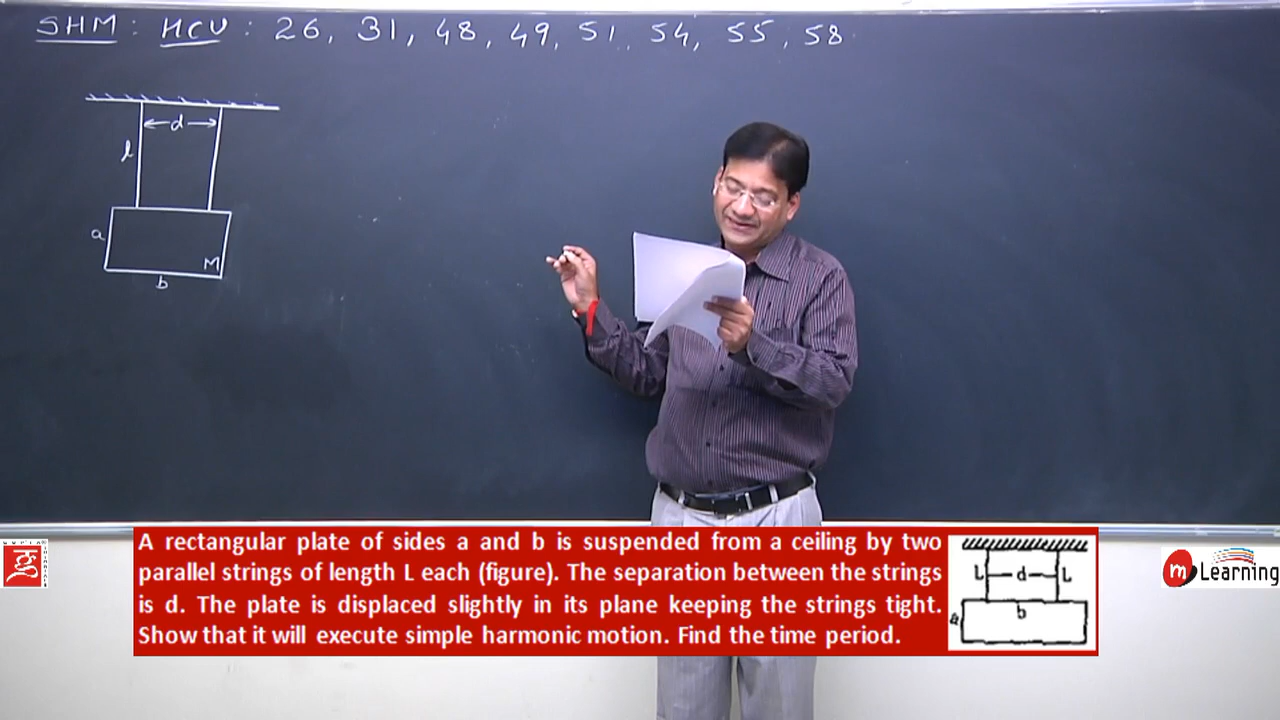 SHM : HCU : 26, 31, 48, 49, 51, 54, 55, 58
d
l
a
M
b
A rectangular plate of sides a and b is suspended from a ceiling by two
parallel strings of length L each (figure). The separation between the strings
is d. The plate is displaced slightly in its plane keeping the strings tight.
Show that it will execute simple harmonic motion. Find the time period.
L d L
b
a
m Learning